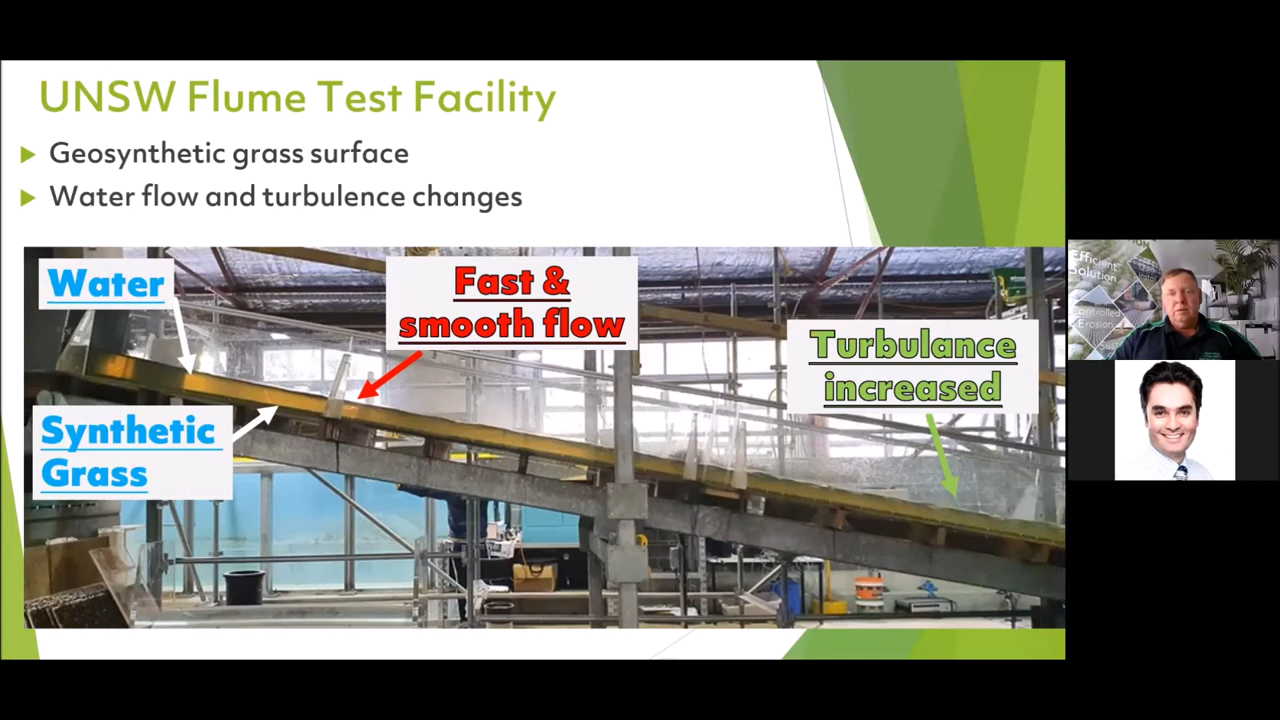 UNSW Flume Test Facility
Geosynthetic grass surface
Water flow and turbulence changes
Water
Fast &
smooth flow
Turbulance
increased
Synthetic
Grass
Efficient
Solution
Controlled
Erosion